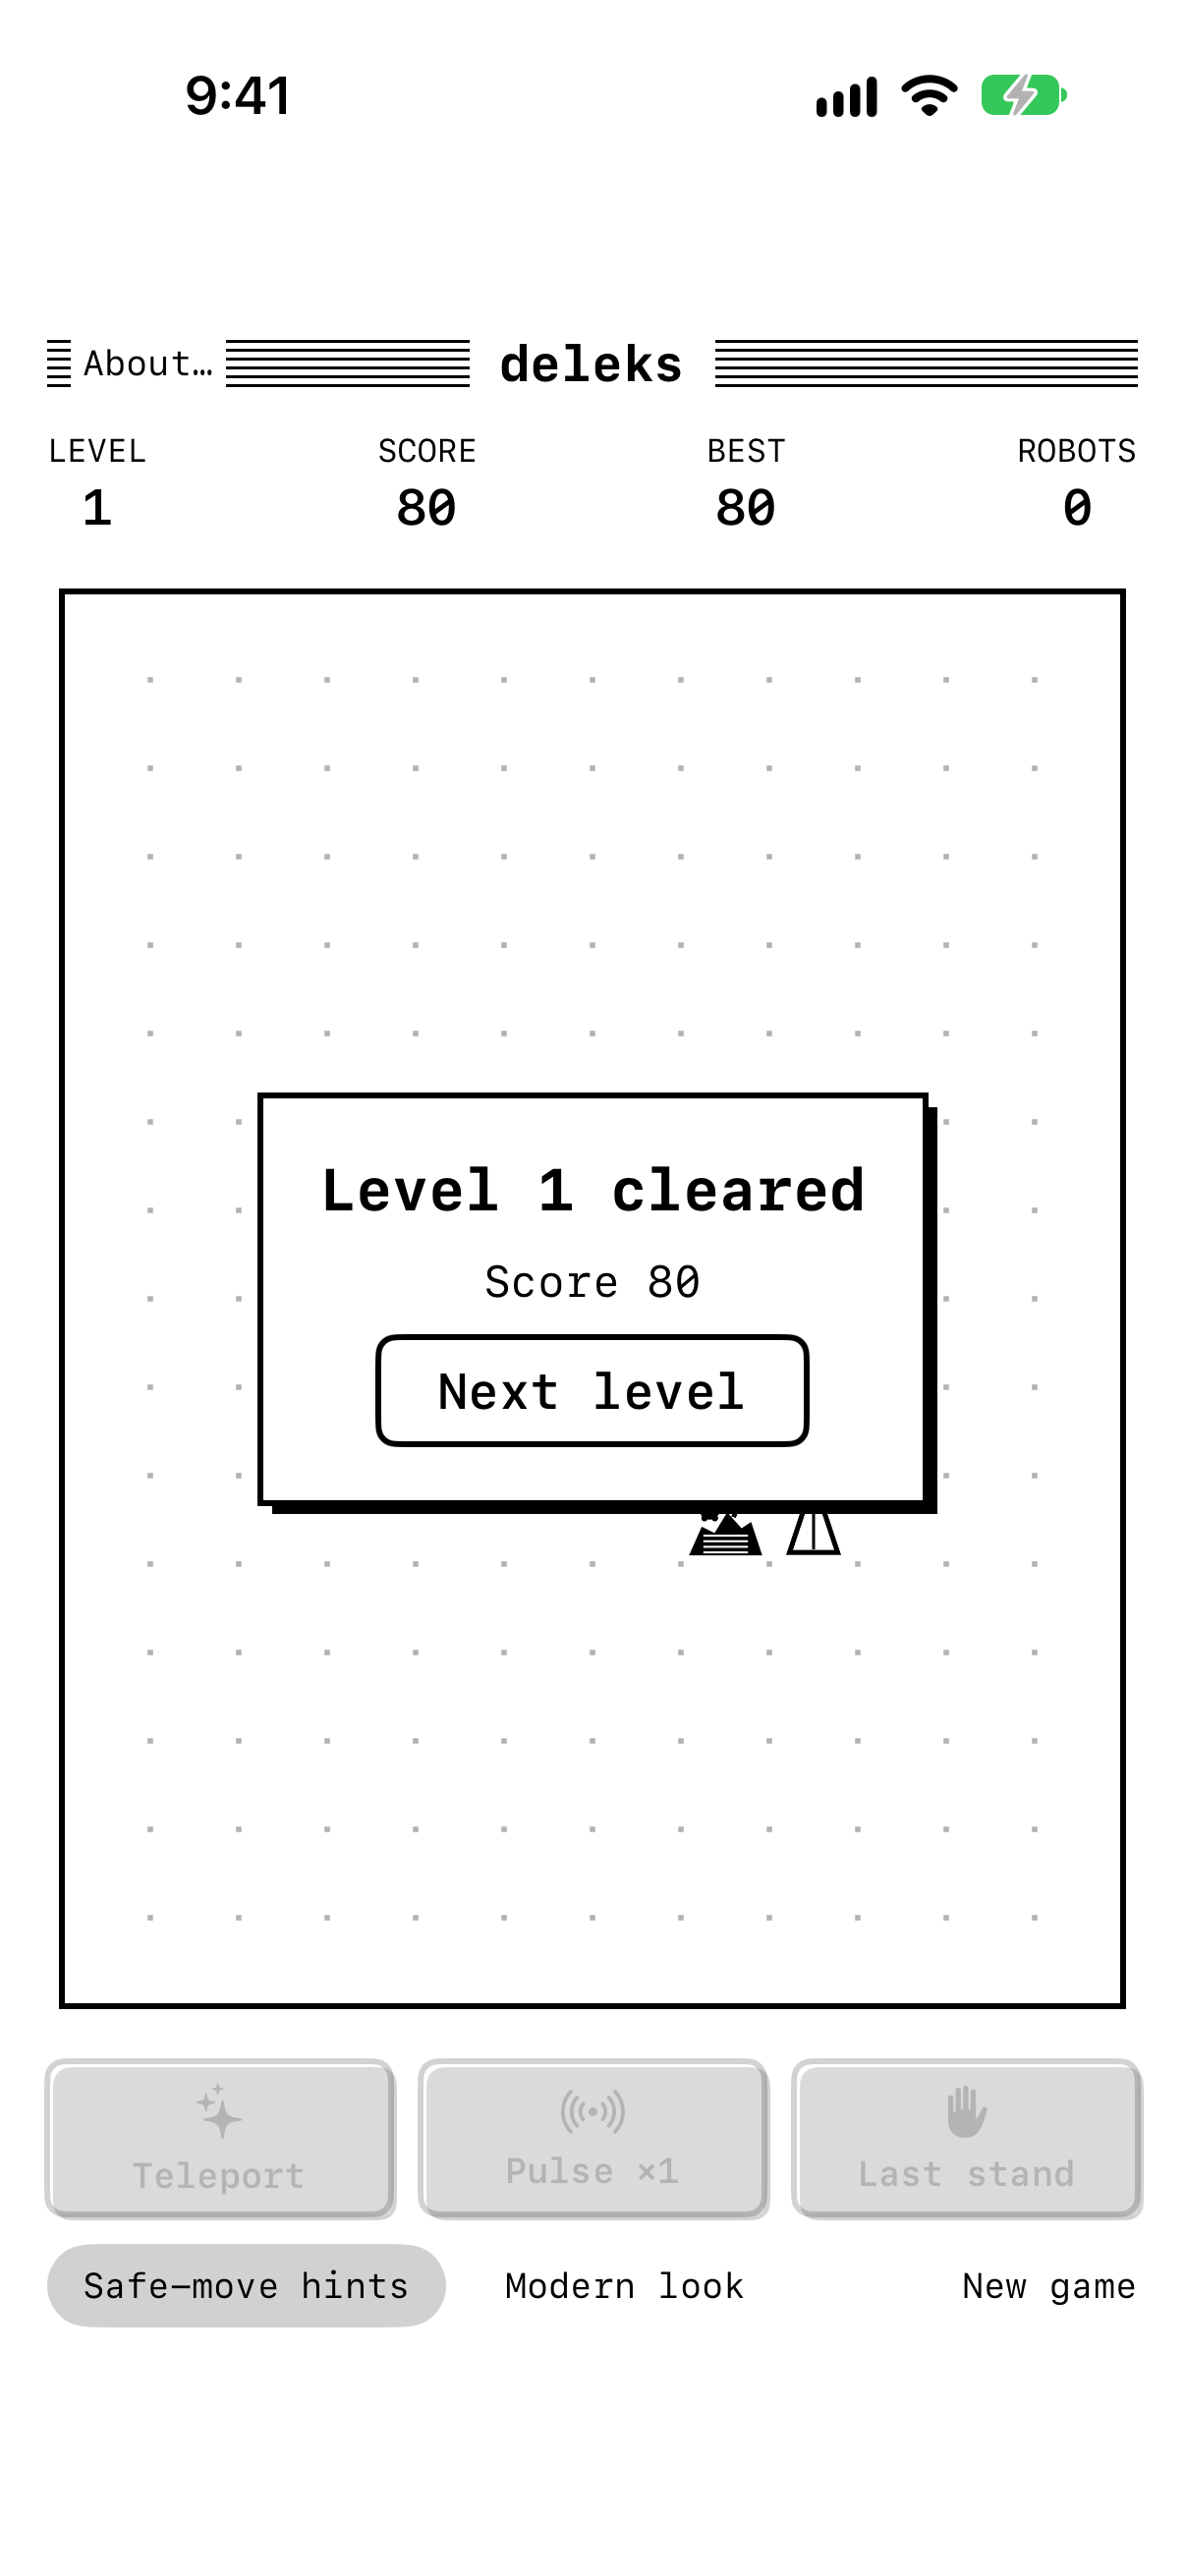 9:41
About… deleks
LEVEL SCORE BEST ROBOTS
1 80 80 0
Level 1 cleared
Score 80
Next level
Teleport Pulse ×1 Last stand
Safe–move hints Modern look New game